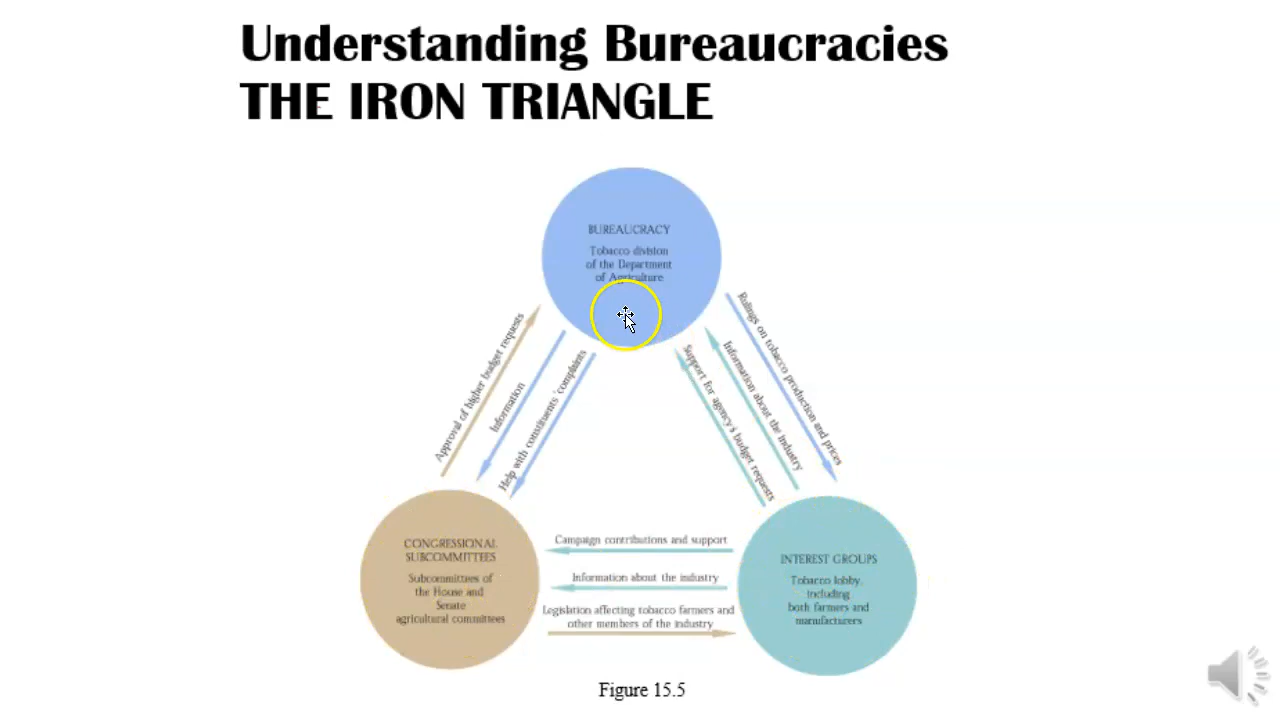 Understanding Bureaucracies
THE IRON TRIANGLE
BUREAUCRACY
Tobacco division
of the Department
of Agriculture
Approval of higher budget requests
Information
Help with constituents' complaints
Support for agency's budget requests
Information about the industry
Rulings on tobacco production and prices
CONGRESSIONAL
SUBCOMMITTEES
Subcommittees of
the House and
Senate
agricultural committees
Campaign contributions and support
Information about the industry
Legislation affecting tobacco farmers and
other members of the industry
INTEREST GROUPS
Tobacco lobby,
including
both farmers and
manufacturers
Figure 15.5